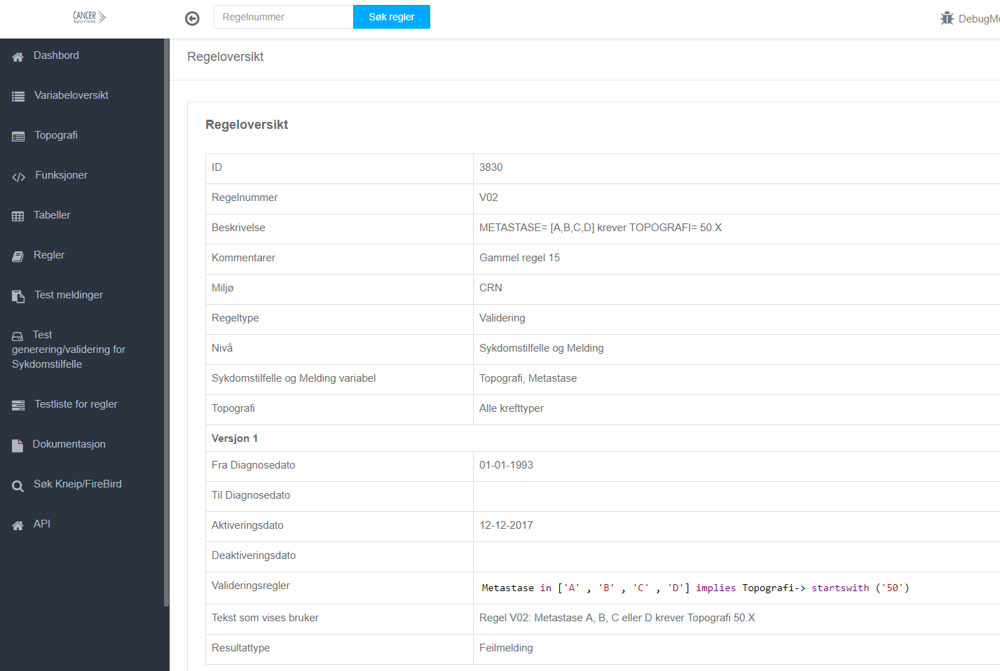 CANCER
Registry of Norway
Regelnummer
Søk regler
DebugMo
Dashbord
Variabeloversikt
Topografi
Funksjoner
Tabeller
Regler
Test meldinger
Test
generering/validering for
Sykdomstilfelle
Testliste for regler
Dokumentasjon
Søk Kneip/FireBird
API
Regeloversikt
Regeloversikt
ID 3830
Regelnummer V02
Beskrivelse METASTASE= [A,B,C,D] krever TOPOGRAFI= 50.X
Kommentarer Gammel regel 15
Miljø CRN
Regeltype Validering
Nivå Sykdomstilfelle og Melding
Sykdomstilfelle og Melding variabel Topografi, Metastase
Topografi Alle krefttyper
Versjon 1
Fra Diagnosedato 01-01-1993
Til Diagnosedato
Aktiveringsdato 12-12-2017
Deaktiveringsdato
Valideringsregler Metastase in ['A' , 'B' , 'C' , 'D'] implies Topografi-> startswith ('50')
Tekst som vises bruker Regel V02: Metastase A, B, C eller D krever Topografi 50.X
Resultattype Feilmelding